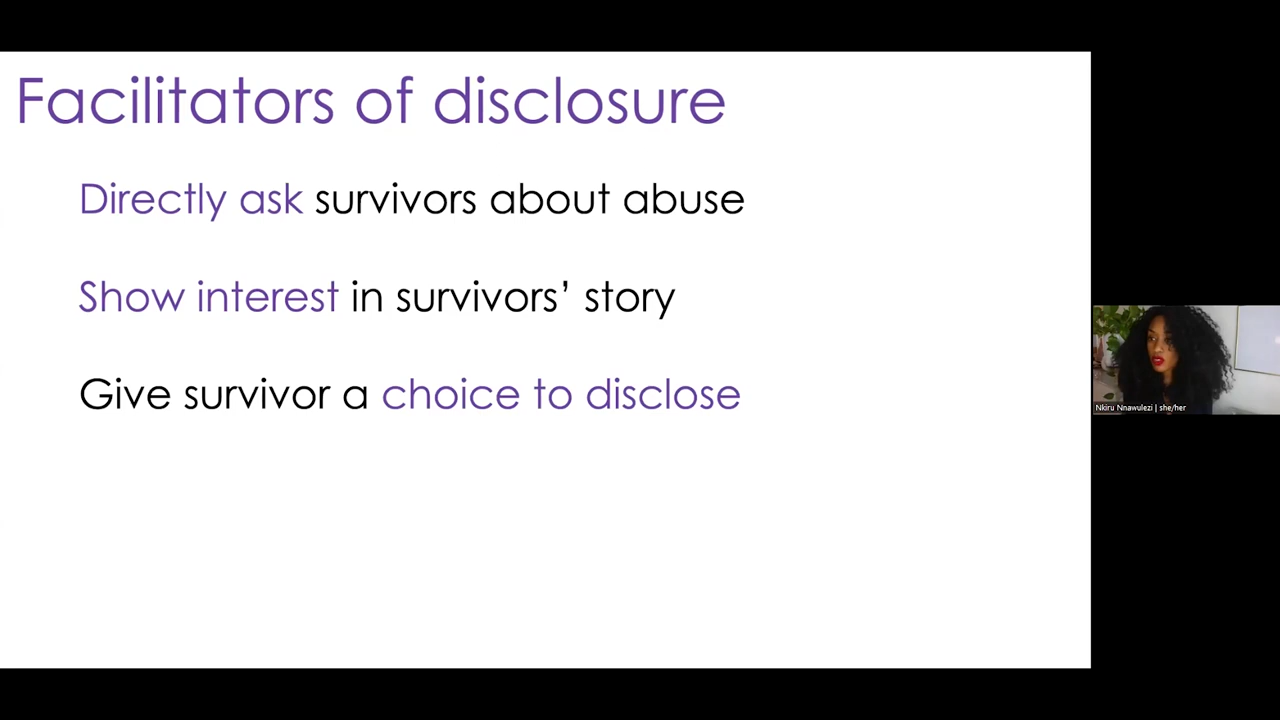 Facilitators of disclosure
Directly ask survivors about abuse
Show interest in survivors’ story
Give survivor a choice to disclose
Nkiru Nnawulezi | she/her